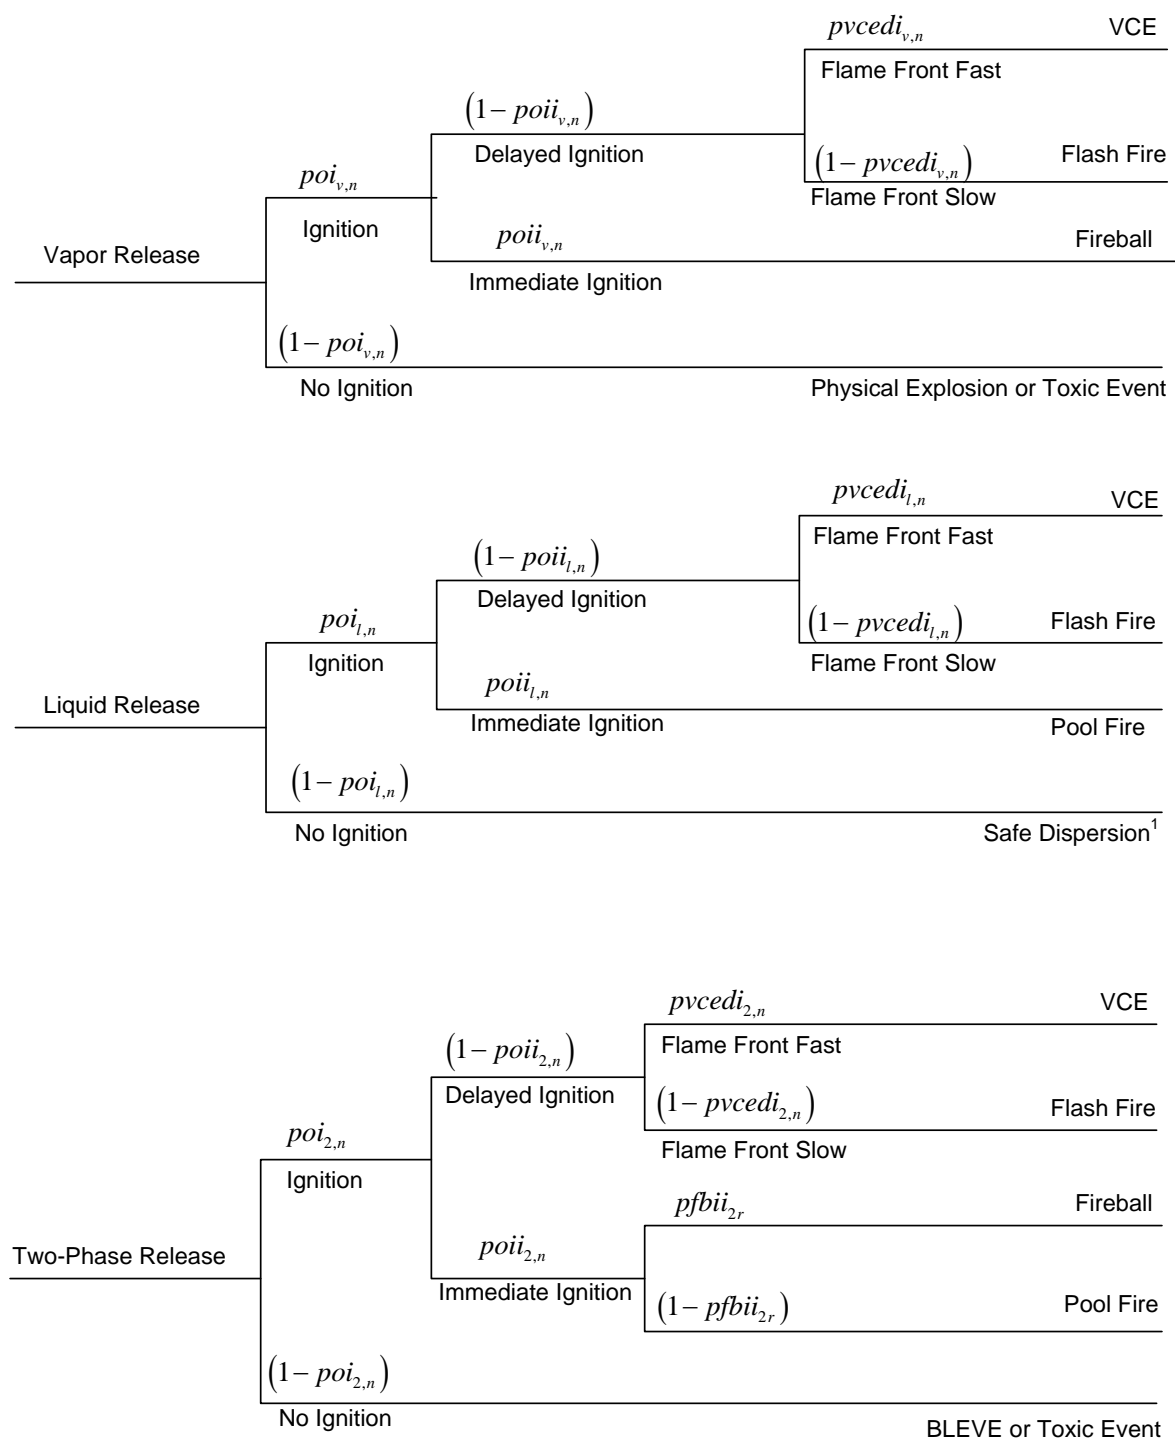 pvcedi_{v,n} VCE
Flame Front Fast
(1 − poii_{v,n})
Delayed Ignition
(1 − pvcedi_{v,n}) Flash Fire
Flame Front Slow
poi_{v,n}
Ignition
poii_{v,n} Fireball
Immediate Ignition
Vapor Release
(1 − poi_{v,n})
No Ignition
Physical Explosion or Toxic Event
pvcedi_{l,n} VCE
Flame Front Fast
(1 − poii_{l,n})
Delayed Ignition
(1 − pvcedi_{l,n}) Flash Fire
Flame Front Slow
poi_{l,n}
Ignition
poii_{l,n}
Immediate Ignition
Pool Fire
Liquid Release
(1 − poi_{l,n})
No Ignition
Safe Dispersion¹
pvcedi_{2,n} VCE
Flame Front Fast
(1 − poii_{2,n})
Delayed Ignition
(1 − pvcedi_{2,n}) Flash Fire
Flame Front Slow
poi_{2,n}
Ignition
pfbii_{2r} Fireball
poii_{2,n}
Immediate Ignition
(1 − pfbii_{2r}) Pool Fire
Two-Phase Release
(1 − poi_{2,n})
No Ignition
BLEVE or Toxic Event